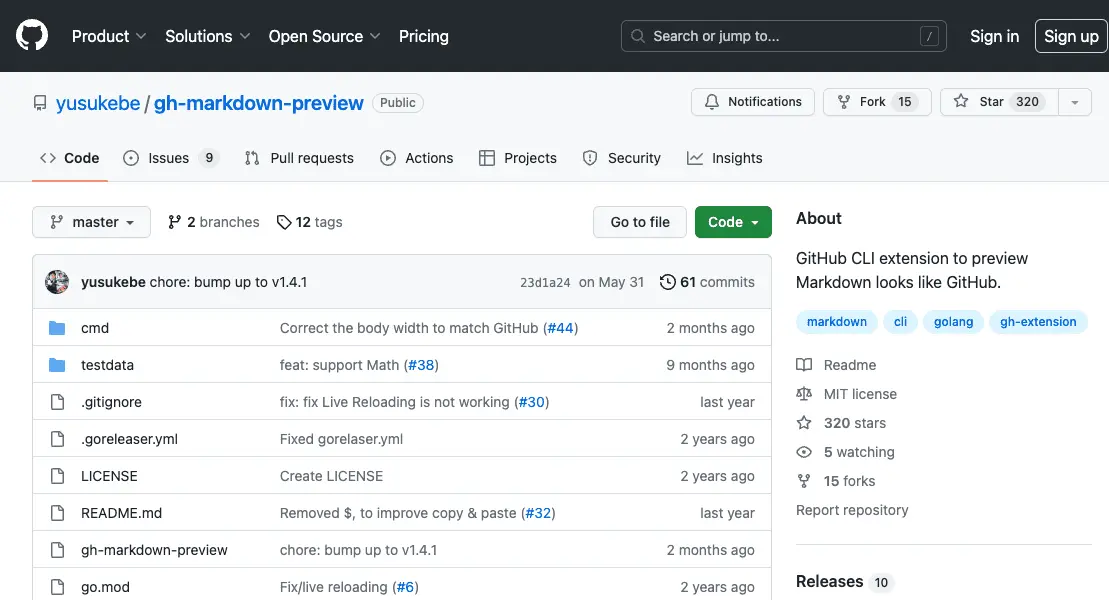 Product Solutions Open Source Pricing Search or jump to... / Sign in Sign up
yusukebe / gh-markdown-preview Public Notifications Fork 15 Star 320
Code Issues 9 Pull requests Actions Projects Security Insights
master 2 branches 12 tags Go to file Code
yusukebe chore: bump up to v1.4.1 23d1a24 on May 31 61 commits
cmd Correct the body width to match GitHub (#44) 2 months ago
testdata feat: support Math (#38) 9 months ago
.gitignore fix: fix Live Reloading is not working (#30) last year
.goreleaser.yml Fixed gorelaser.yml 2 years ago
LICENSE Create LICENSE 2 years ago
README.md Removed $, to improve copy & paste (#32) last year
gh-markdown-preview chore: bump up to v1.4.1 2 months ago
go.mod Fix/live reloading (#6) 2 years ago
About
GitHub CLI extension to preview
Markdown looks like GitHub.
markdown cli golang gh-extension
Readme
MIT license
320 stars
5 watching
15 forks
Report repository
Releases 10